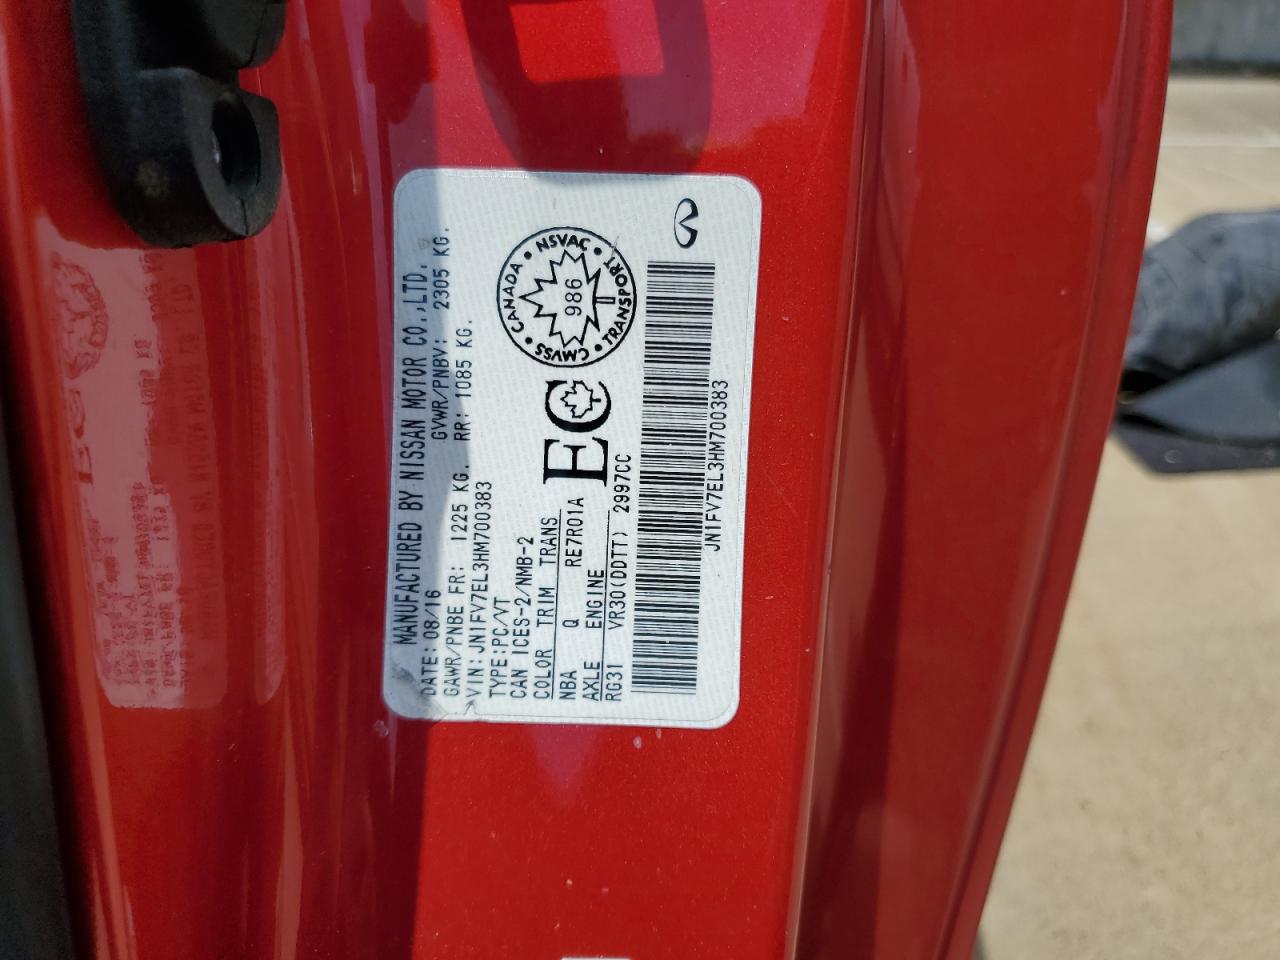 MANUFACTURED BY NISSAN MOTOR CO.,LTD.
DATE: 08/16 GVWR/PNBV: 2305 KG.
GAWR/PNBE FR: 1225 KG. RR: 1085 KG.
VIN: JN1FV7EL3HM700383
TYPE:PC/VT
CAN ICES-2/NMB-2
COLOR TRIM TRANS
NBA Q RE7R01A
AXLE ENGINE
RG31 VR30(DDTT) 2997CC
EC
CANADA • NSVAC • TRANSPORT • CMVSS •
986
JN1FV7EL3HM700383